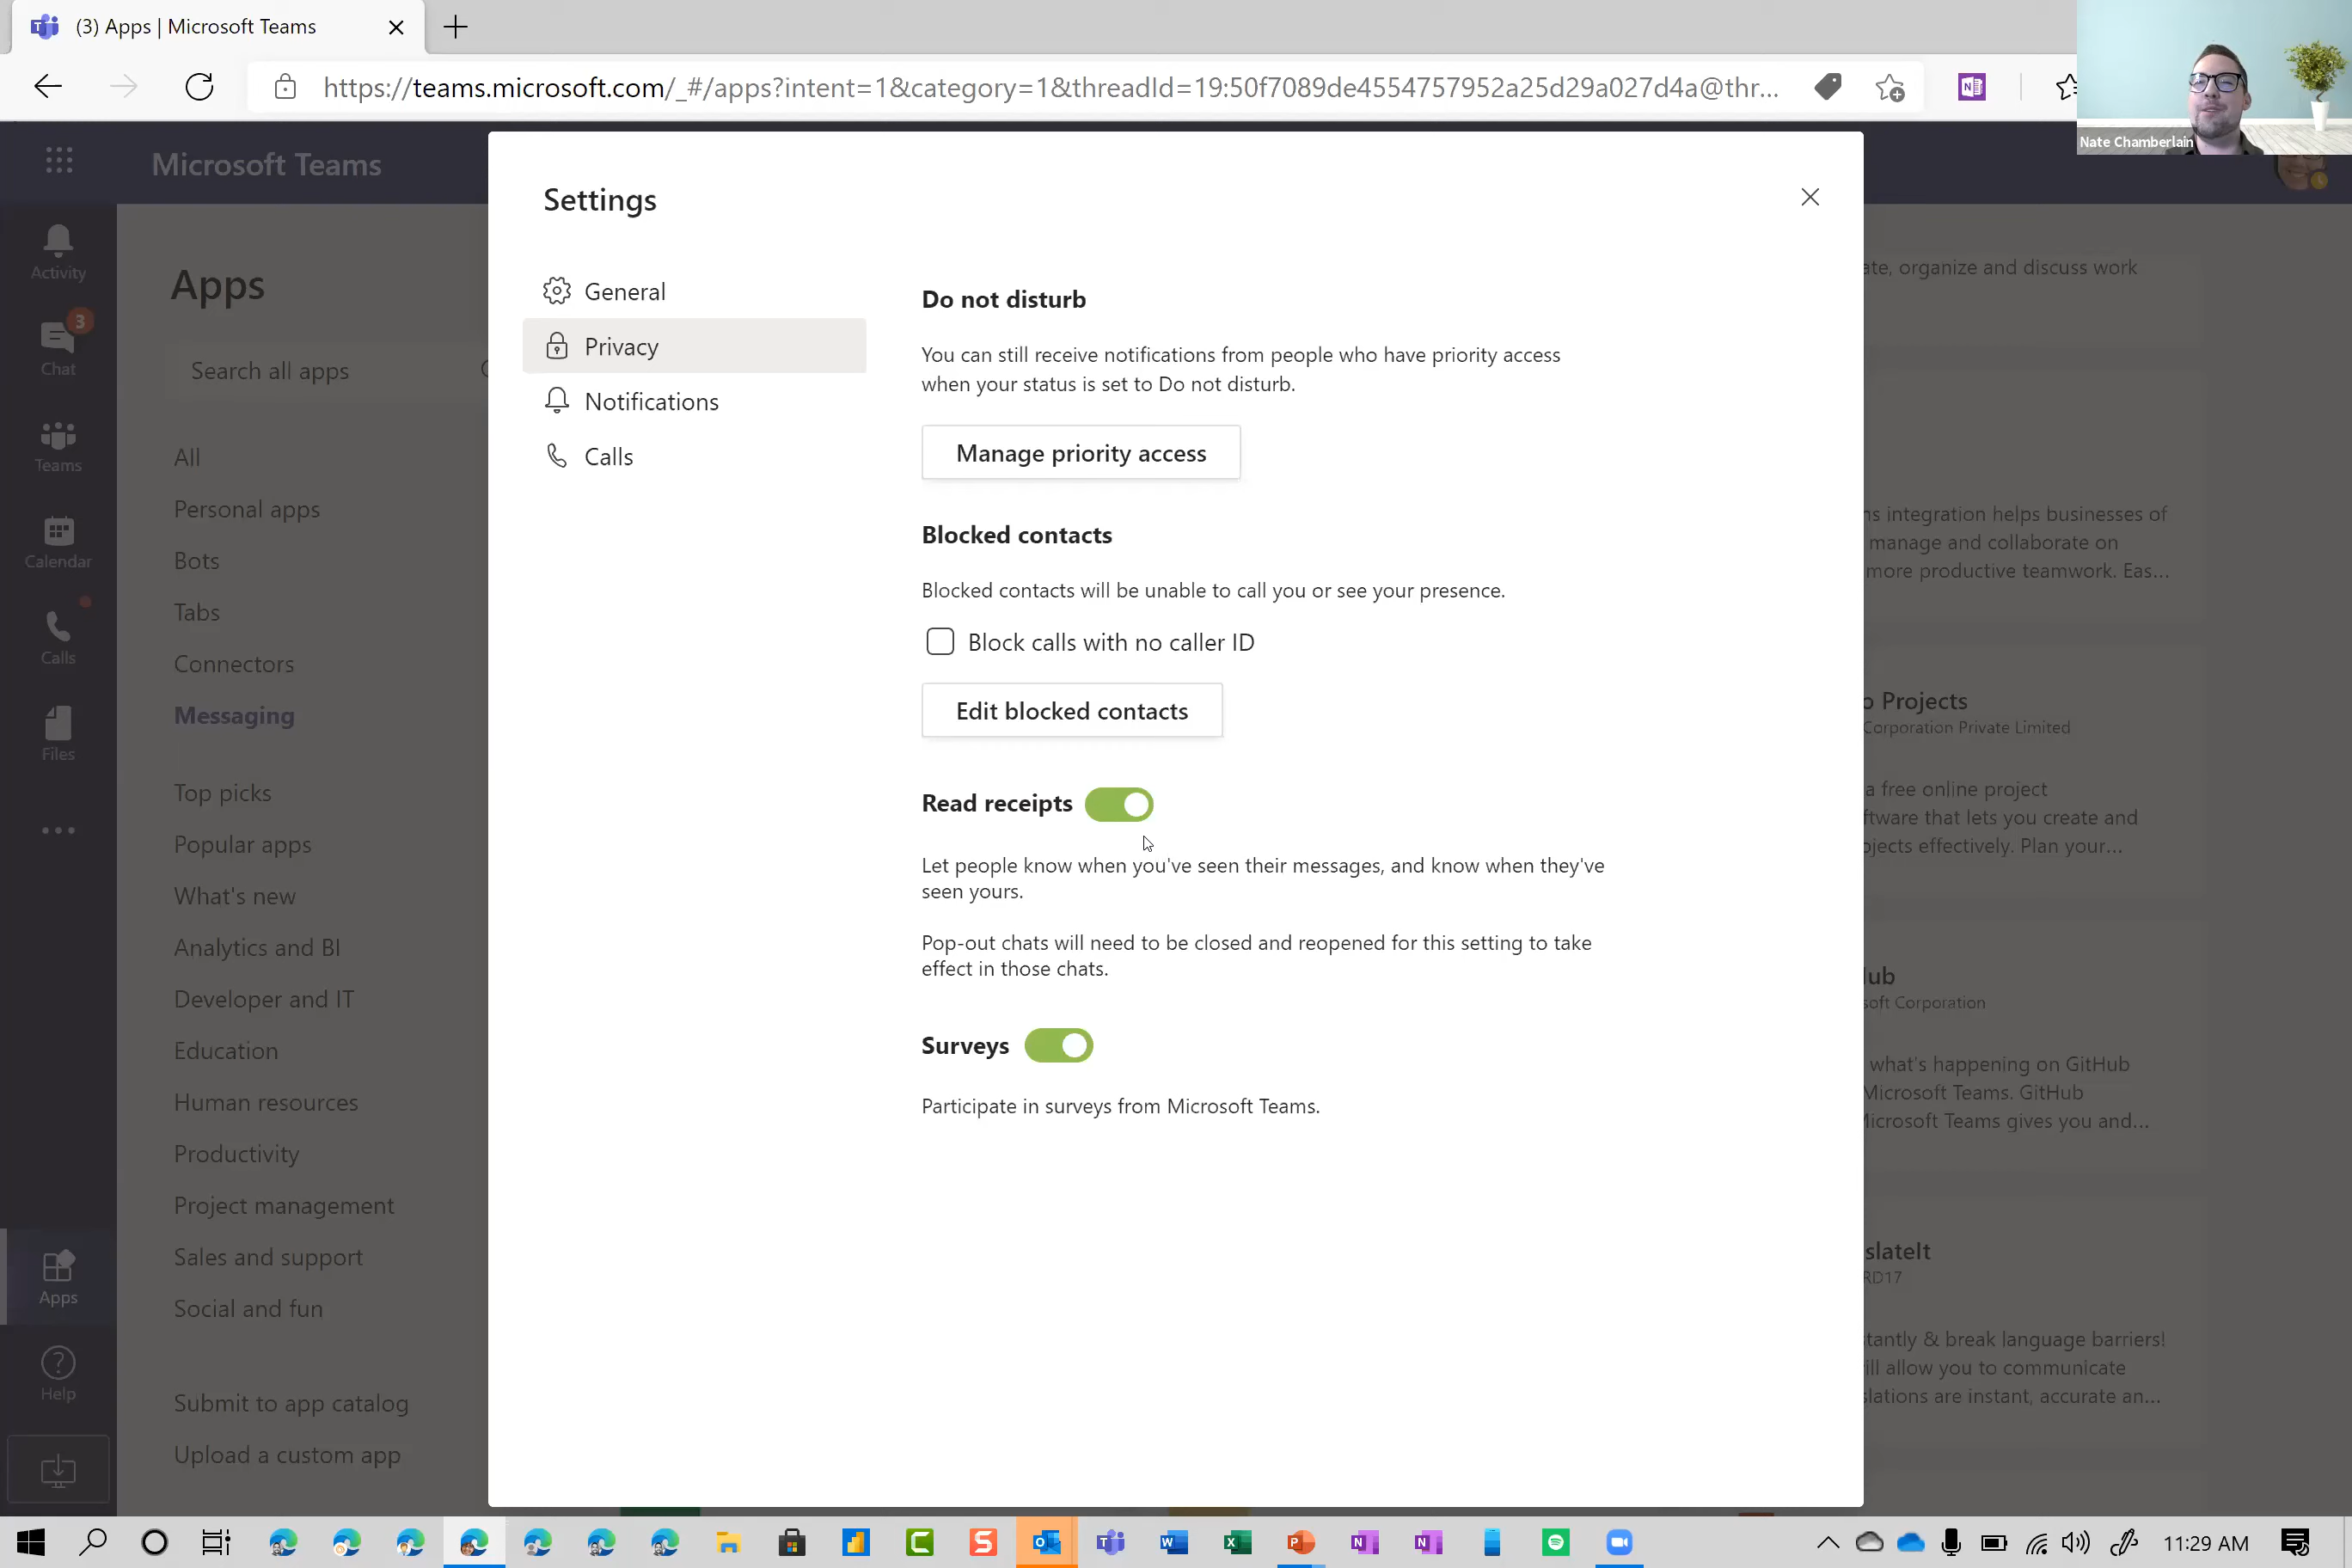 (3) Apps | Microsoft Teams
https://teams.microsoft.com/_#/apps?intent=1&category=1&threadId=19:50f7089de4554757952a25d29a027d4a@thr...
Nate Chamberlain
Microsoft Teams
Activity
3
Chat
Teams
Calendar
Calls
Files
Apps
Help
Apps
Search all apps
All
Personal apps
Bots
Tabs
Connectors
Messaging
Top picks
Popular apps
What's new
Analytics and BI
Developer and IT
Education
Human resources
Productivity
Project management
Sales and support
Social and fun
Submit to app catalog
Upload a custom app
Settings
General
Privacy
Notifications
Calls
Do not disturb
You can still receive notifications from people who have priority access
when your status is set to Do not disturb.
Manage priority access
Blocked contacts
Blocked contacts will be unable to call you or see your presence.
Block calls with no caller ID
Edit blocked contacts
Read receipts
Let people know when you've seen their messages, and know when they've
seen yours.
Pop-out chats will need to be closed and reopened for this setting to take
effect in those chats.
Surveys
Participate in surveys from Microsoft Teams.
organize and discuss work
integration helps businesses of
manage and collaborate on
more productive teamwork. Eas...
Projects
Corporation Private Limited
a free online project
that lets you create and
effectively. Plan your...
Corporation
what's happening on GitHub
Microsoft Teams. GitHub
Microsoft Teams gives you and...
& break language barriers!
allow you to communicate
are instant, accurate an...
11:29 AM